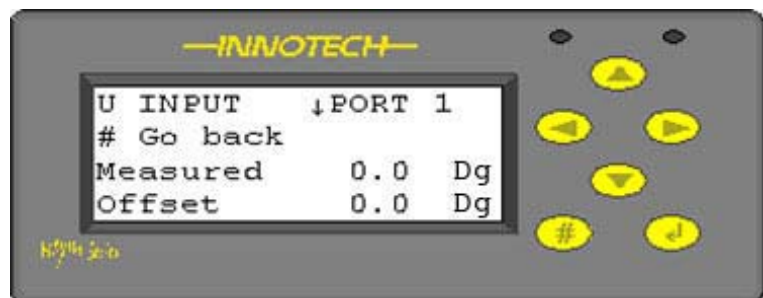 INNOTECH
U INPUT ↓PORT 1
# Go back
Measured 0.0 Dg
Offset 0.0 Dg
#